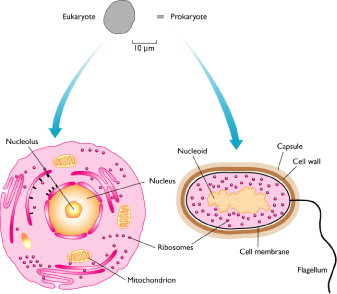 Eukaryote
Prokaryote
10 µm
Nucleolus
Nucleus
Ribosomes
Mitochondrion
Nucleoid
Capsule
Cell wall
Cell membrane
Flagellum